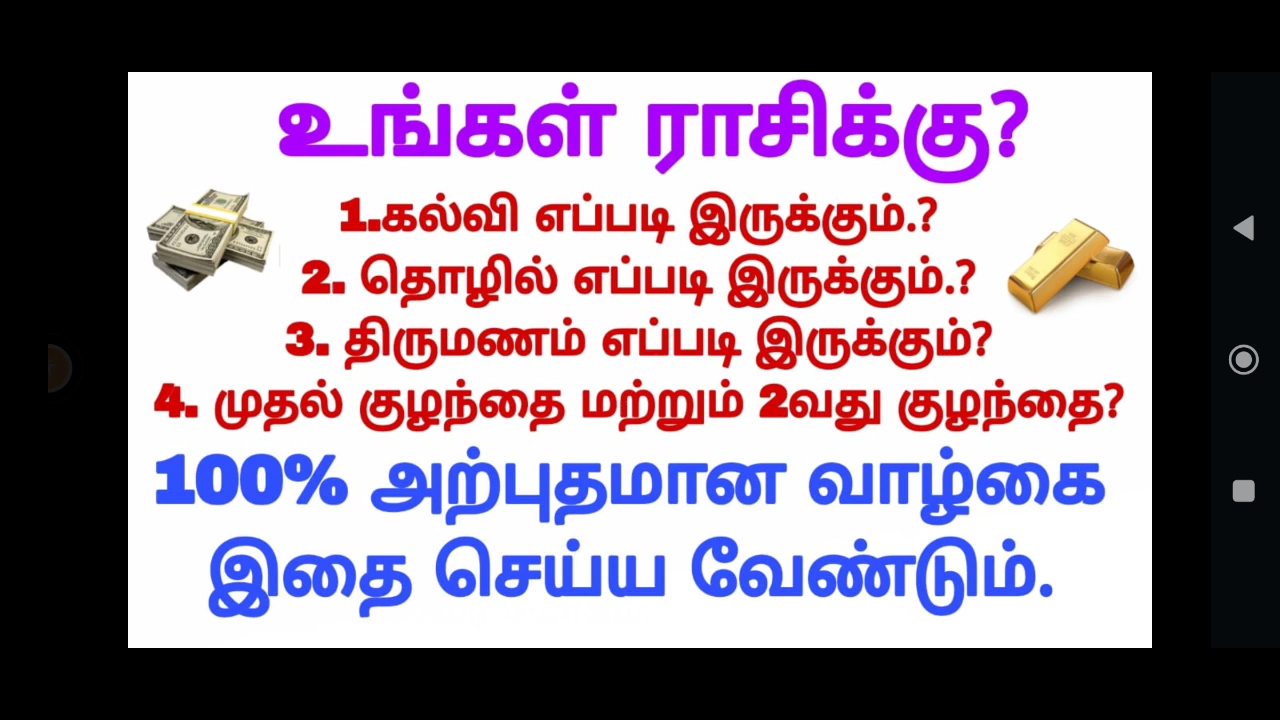 உங்கள் ராசிக்கு?
1.கல்வி எப்படி இருக்கும்.?
2. தொழில் எப்படி இருக்கும்.?
3. திருமணம் எப்படி இருக்கும்?
4. முதல் குழந்தை மற்றும் 2வது குழந்தை?
100% அற்புதமான வாழ்கை
இதை செய்ய வேண்டும்.